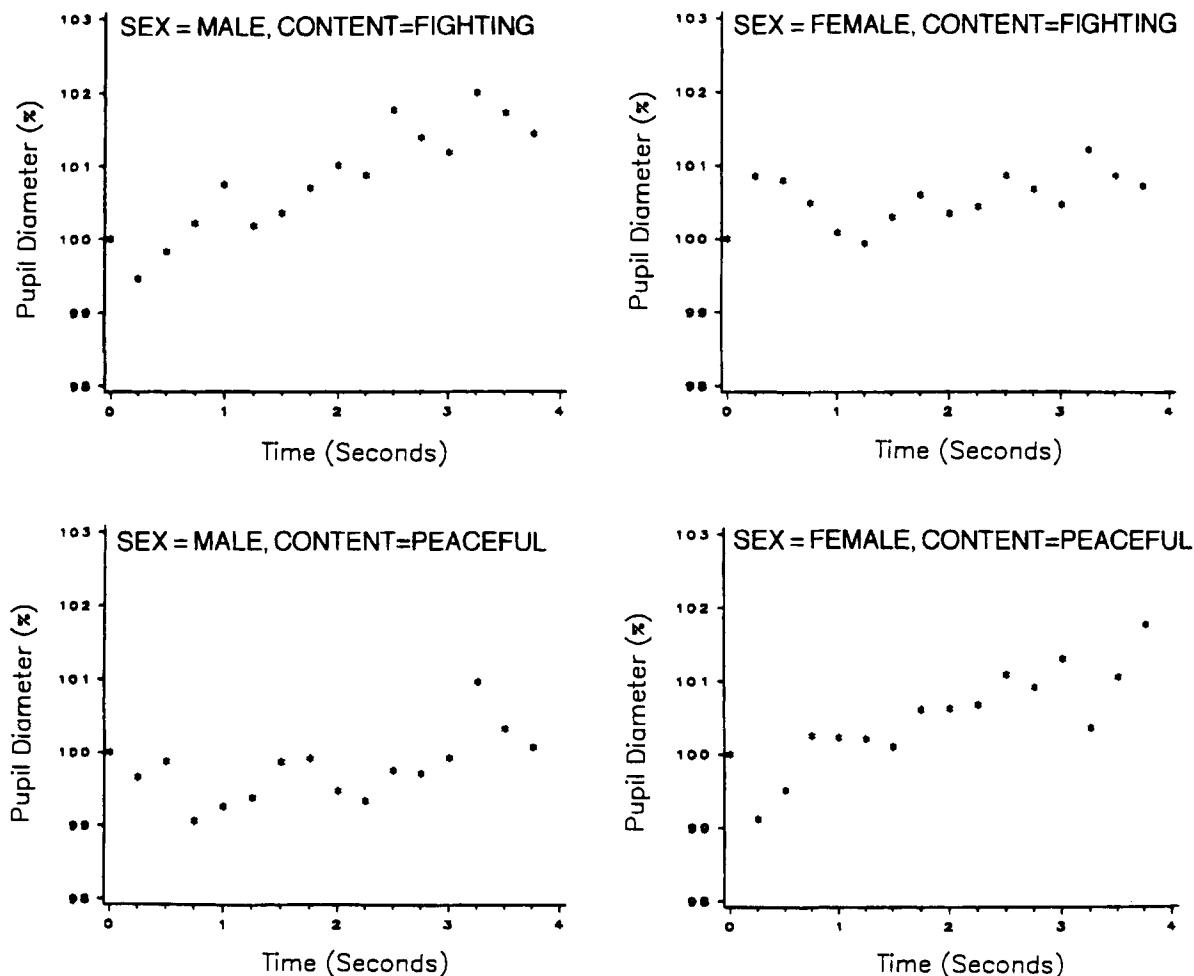 SEX = MALE, CONTENT=FIGHTING
103
102
101
100
99
98
Pupil Diameter (%)
0 1 2 3 4
Time (Seconds)
SEX = FEMALE, CONTENT=FIGHTING
103
102
101
100
99
98
Pupil Diameter (%)
0 1 2 3 4
Time (Seconds)
SEX = MALE, CONTENT=PEACEFUL
103
102
101
100
99
98
Pupil Diameter (%)
0 1 2 3 4
Time (Seconds)
SEX = FEMALE, CONTENT=PEACEFUL
103
102
101
100
99
98
Pupil Diameter (%)
0 1 2 3 4
Time (Seconds)